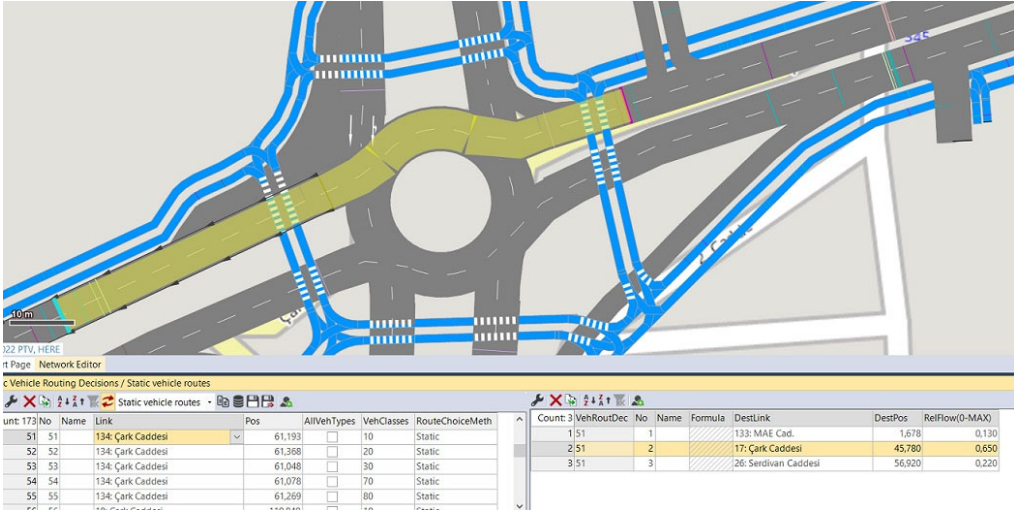 345
2. Cadde
10 m
Ça
022 PTV, HERE
rt Page Network Editor
c Vehicle Routing Decisions / Static vehicle routes
Static vehicle routes
unt: 173 No Name Link Pos AllVehTypes VehClasses RouteChoiceMeth
51 51 134: Çark Caddesi 61,193 10 Static
52 52 134: Çark Caddesi 61,368 20 Static
53 53 134: Çark Caddesi 61,048 30 Static
54 54 134: Çark Caddesi 61,078 70 Static
55 55 134: Çark Caddesi 61,269 80 Static
Count: 3 VehRoutDec No Name Formula DestLink DestPos RelFlow(0-MAX)
1 51 1 133: MAE Cad. 1,678 0,130
2 51 2 17: Çark Caddesi 45,780 0,650
3 51 3 26: Serdivan Caddesi 56,920 0,220